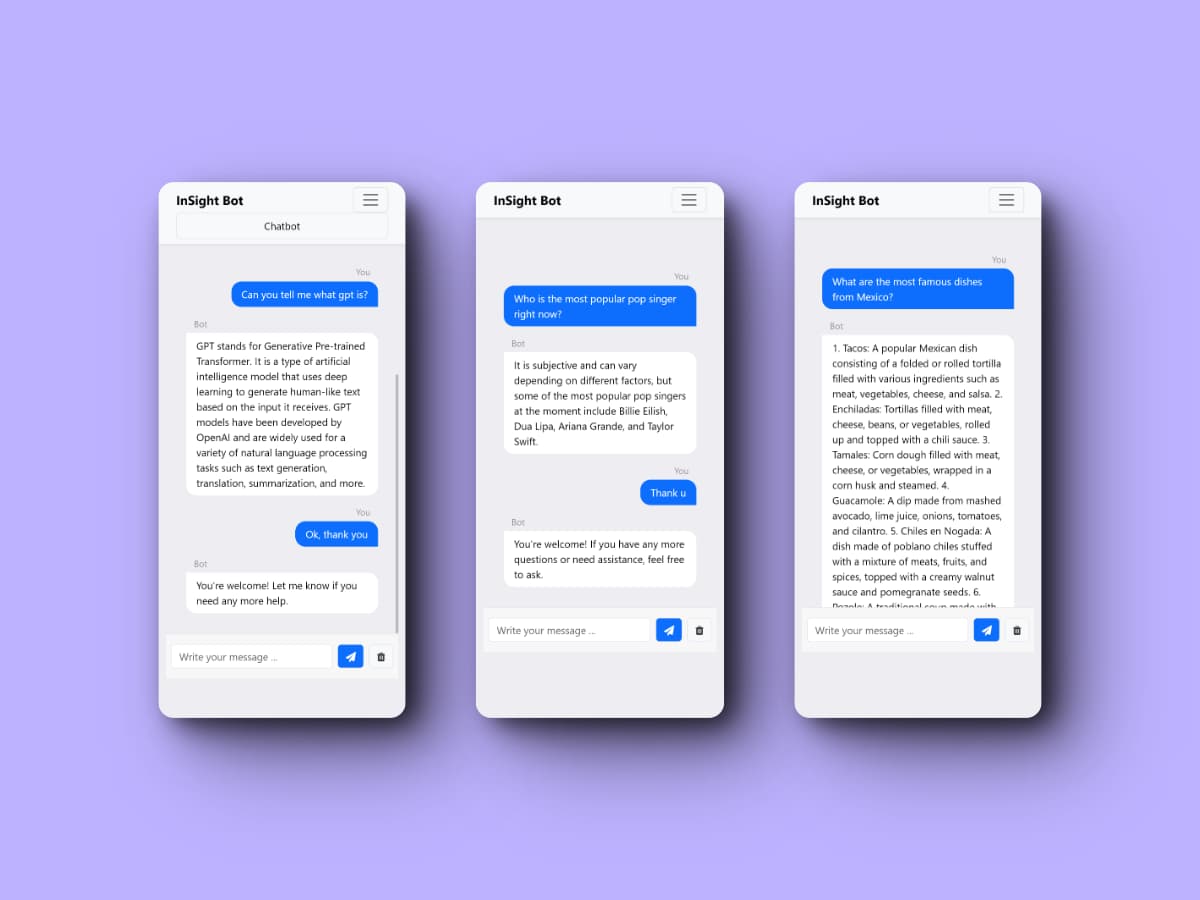 InSight Bot
Chatbot
You
Can you tell me what gpt is?
Bot
GPT stands for Generative Pre-trained
Transformer. It is a type of artificial
intelligence model that uses deep
learning to generate human-like text
based on the input it receives. GPT
models have been developed by
OpenAI and are widely used for a
variety of natural language processing
tasks such as text generation,
translation, summarization, and more.
You
Ok, thank you
Bot
You're welcome! Let me know if you
need any more help.
Write your message ...
InSight Bot
You
Who is the most popular pop singer
right now?
Bot
It is subjective and can vary
depending on different factors, but
some of the most popular pop singers
at the moment include Billie Eilish,
Dua Lipa, Ariana Grande, and Taylor
Swift.
You
Thank u
Bot
You're welcome! If you have any more
questions or need assistance, feel free
to ask.
Write your message ...
InSight Bot
You
What are the most famous dishes
from Mexico?
Bot
1. Tacos: A popular Mexican dish
consisting of a folded or rolled tortilla
filled with various ingredients such as
meat, vegetables, cheese, and salsa. 2.
Enchiladas: Tortillas filled with meat,
cheese, beans, or vegetables, rolled
up and topped with a chili sauce. 3.
Tamales: Corn dough filled with meat,
cheese, or vegetables, wrapped in a
corn husk and steamed. 4.
Guacamole: A dip made from mashed
avocado, lime juice, onions, tomatoes,
and cilantro. 5. Chiles en Nogada: A
dish made of poblano chiles stuffed
with a mixture of meats, fruits, and
spices, topped with a creamy walnut
sauce and pomegranate seeds. 6.
Pozole: A traditional soup made with
Write your message ...